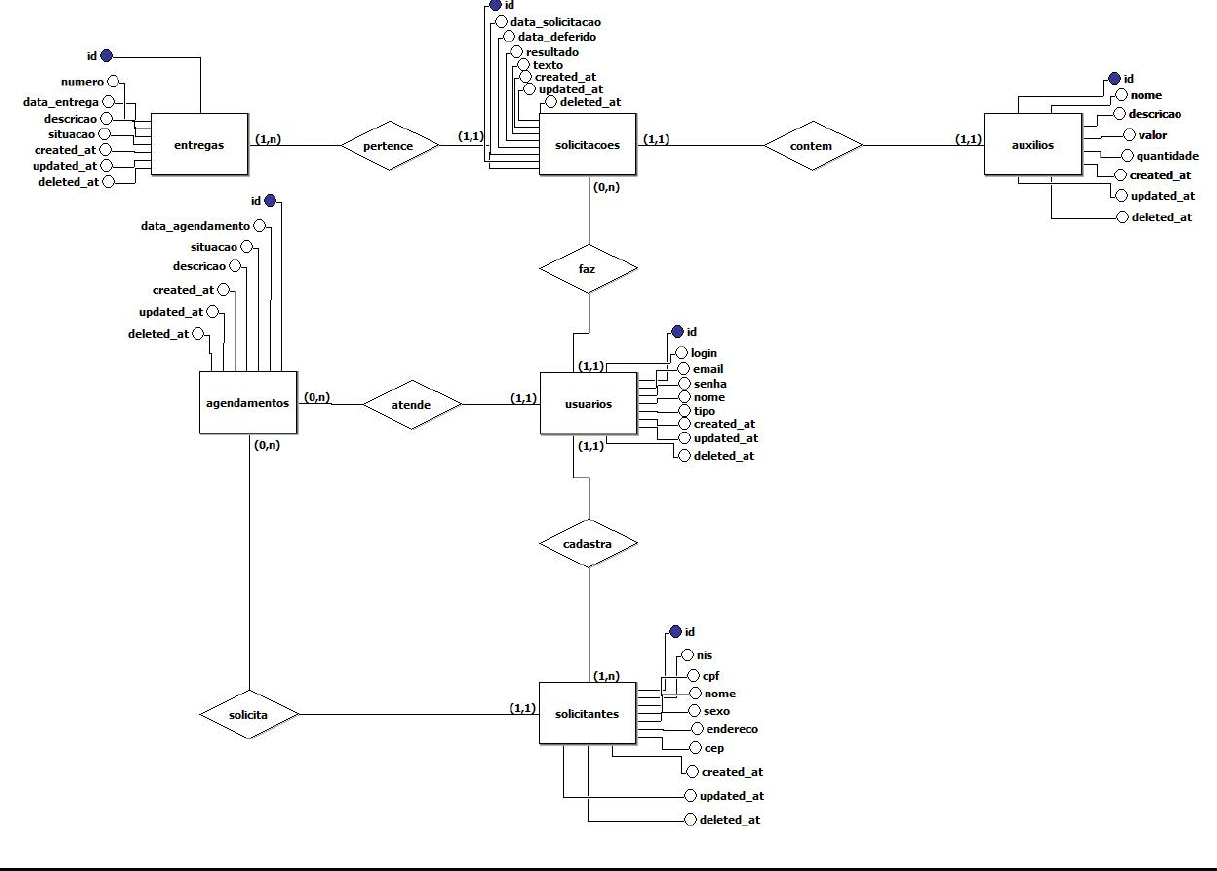 id
data_solicitacao
data_deferido
resultado
texto
created_at
updated_at
deleted_at
id
numero
data_entrega
descricao
situacao
created_at
updated_at
deleted_at
entregas
(1,n)
pertence
(1,1)
solicitacoes
(1,1)
contem
(1,1)
auxilios
id
nome
descricao
valor
quantidade
created_at
updated_at
deleted_at
(0,n)
faz
id
data_agendamento
situacao
descricao
created_at
updated_at
deleted_at
agendamentos
(0,n)
atende
(1,1)
(1,1)
usuarios
id
login
email
senha
nome
tipo
created_at
updated_at
deleted_at
(0,n)
(1,1)
cadastra
solicita
(1,1)
(1,n)
solicitantes
id
nis
cpf
nome
sexo
endereco
cep
created_at
updated_at
deleted_at